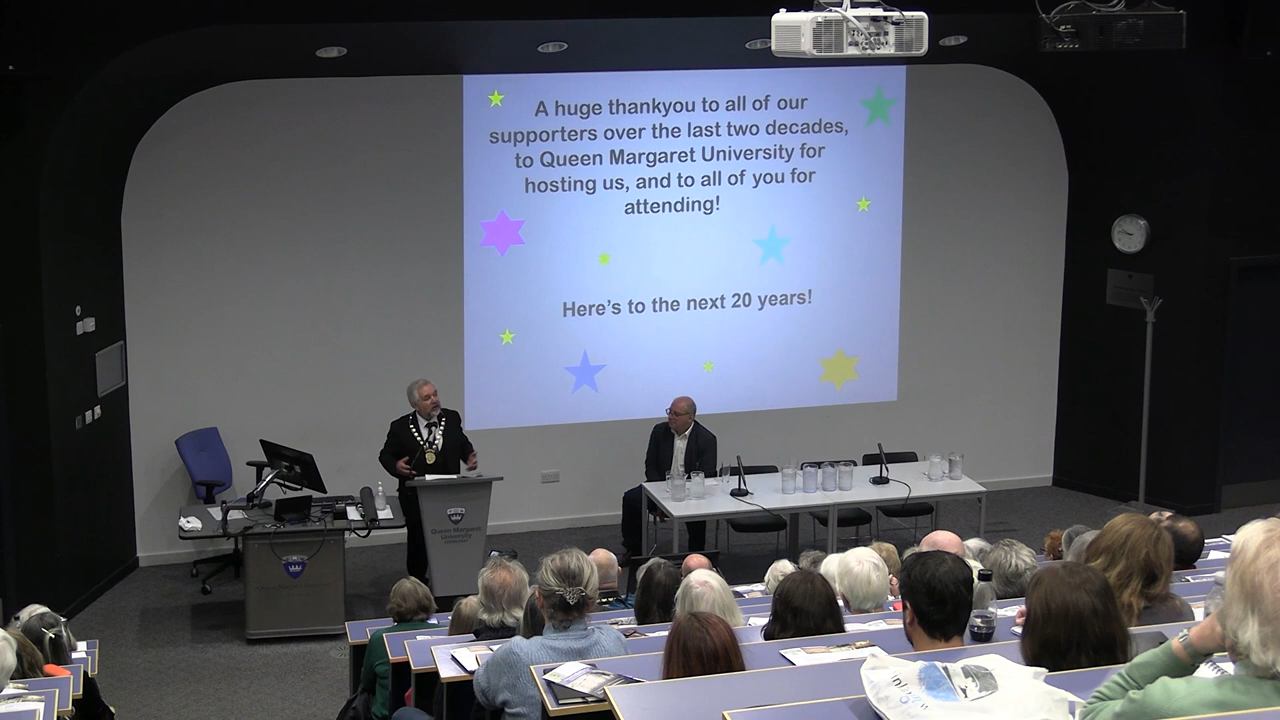 A huge thankyou to all of our
supporters over the last two decades,
to Queen Margaret University for
hosting us, and to all of you for
attending!
Here's to the next 20 years!
Queen Margaret
University